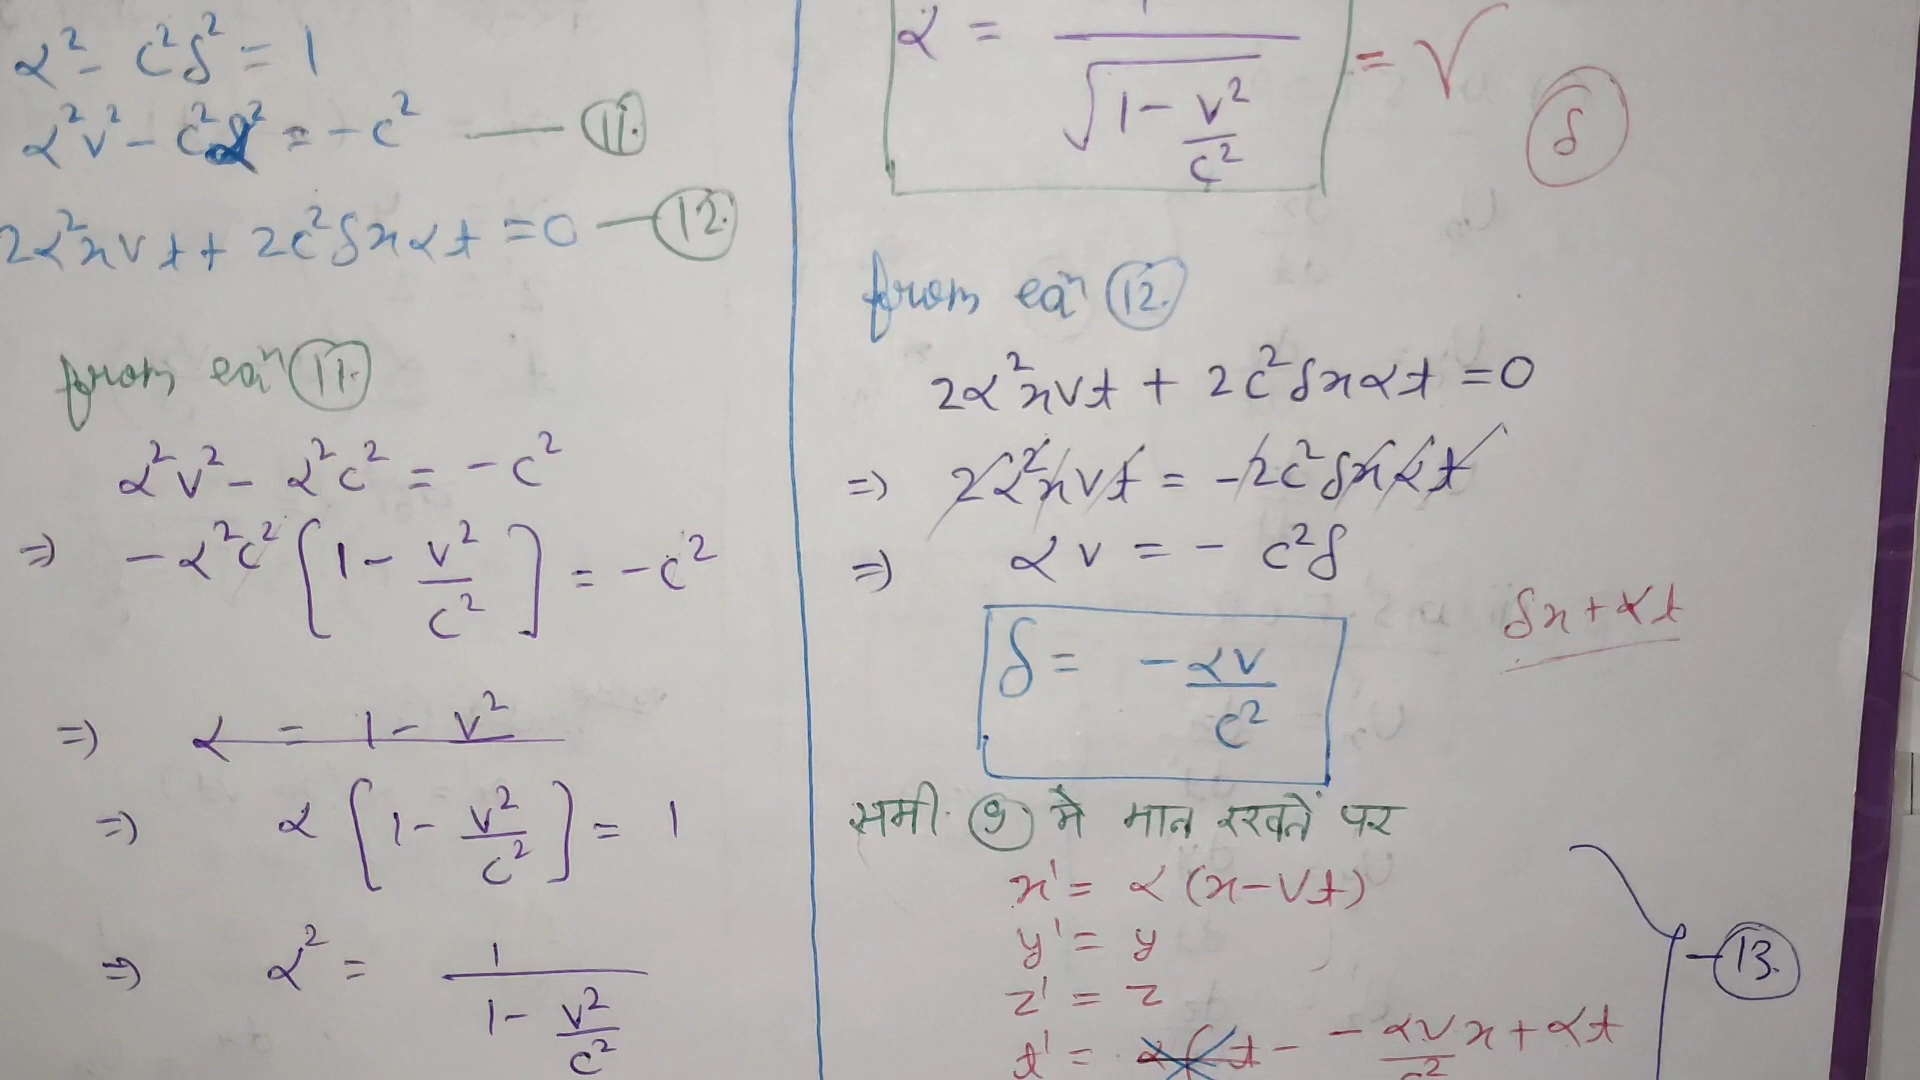 α² - c²δ² = 1
α²v² - c²α² = -c² — (11.)
2α²xvt + 2c²δxαt = 0 — (12.)
from eqⁿ (11.)
α²v² - α²c² = -c²
⇒ -α²c² [1 - v²/c²] = -c²
⇒ α = 1 - v²
⇒ α [1 - v²/c²] = 1
⇒ α² = 1/(1 - v²/c²)
α = 1/√(1 - v²/c²) = √
δ
from eqⁿ (12.)
2α²xvt + 2c²δxαt = 0
⇒ 2α²xvt = -2c²δxαt
⇒ αv = - c²δ
δx + αt
δ = -αv/c²
समी. (9) मे मान रखतें पर
x' = α (x - vt)
y' = y
z' = z
— (13.)
t' = - αv/c² x + αt